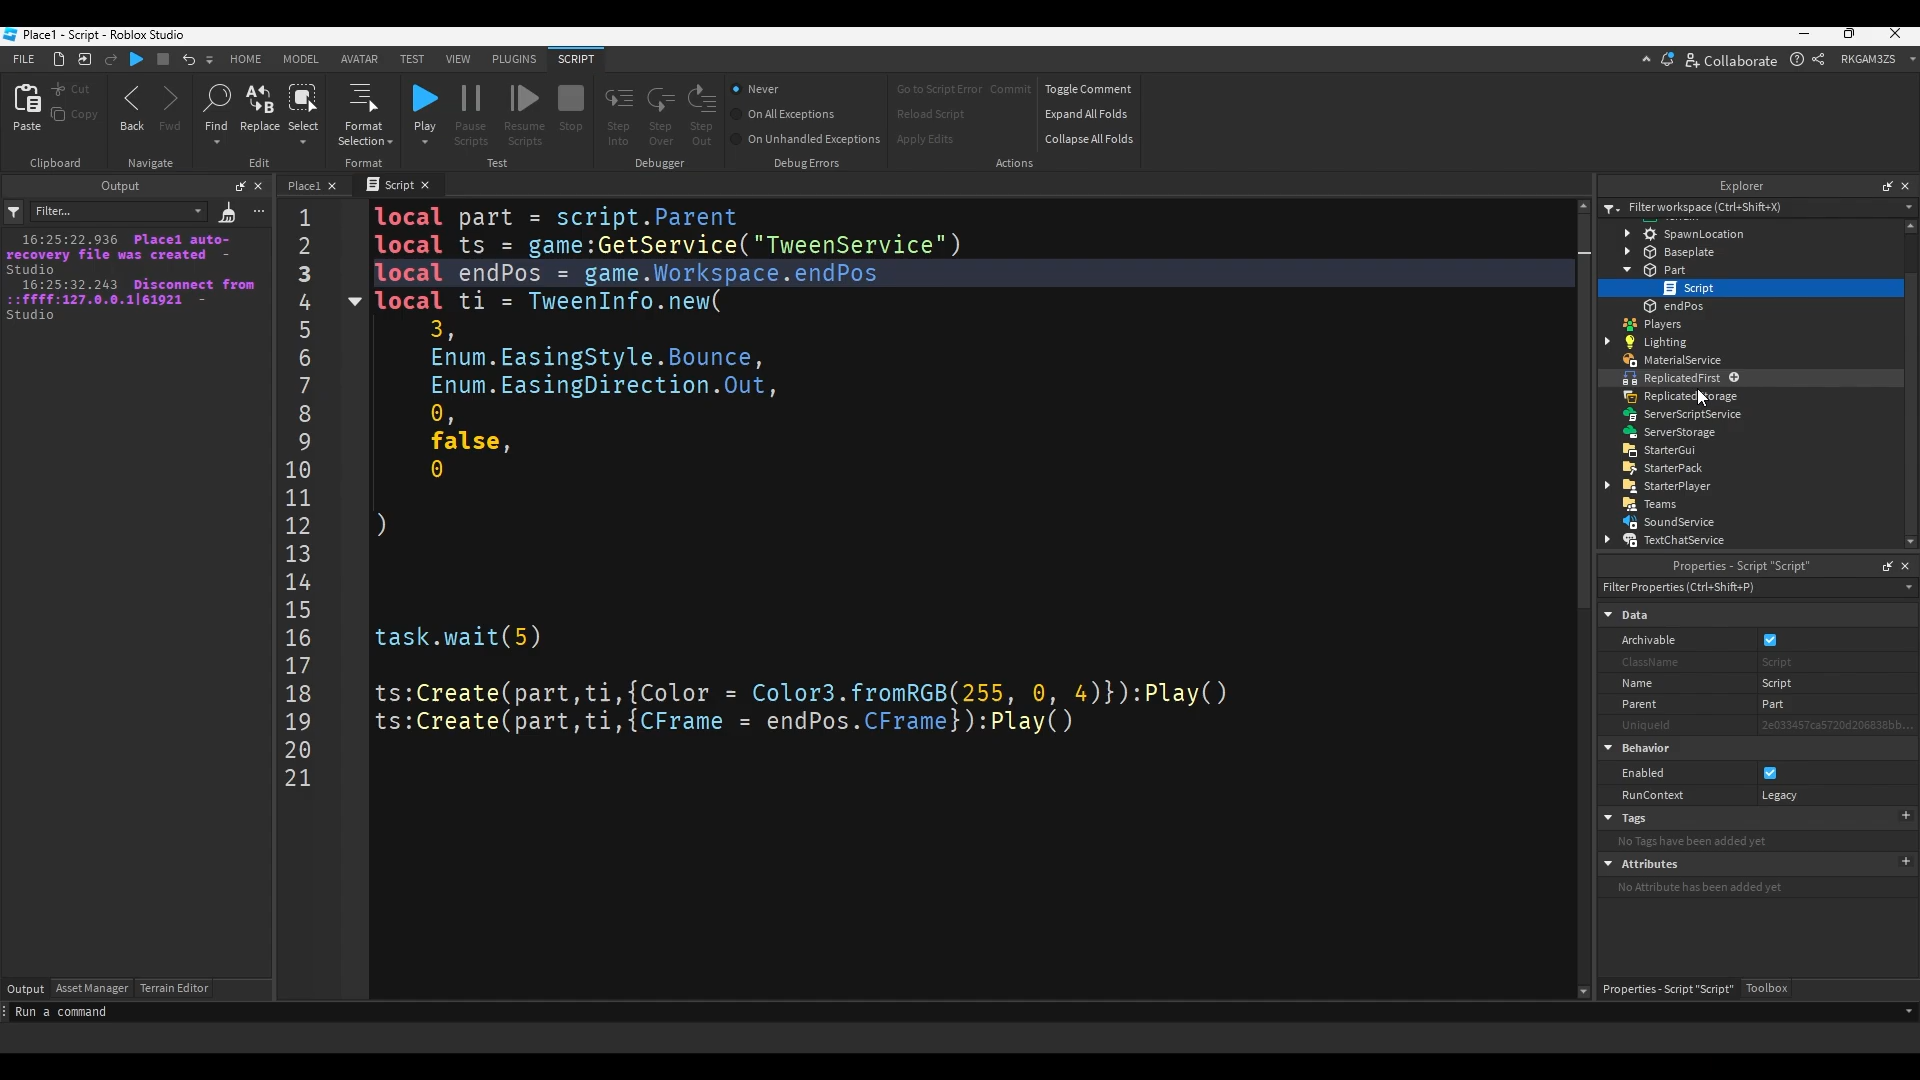 Place1 - Script - Roblox Studio
FILE HOME MODEL AVATAR TEST VIEW PLUGINS SCRIPT
Collaborate RKGAM3ZS
Paste Cut Copy
Clipboard
Back Fwd
Navigate
Find Replace Select
Edit
Format Selection
Format
Play Pause Scripts Resume Scripts Stop
Test
Step Into Step Over Step Out
Debugger
Never
On All Exceptions
On Unhandled Exceptions
Debug Errors
Go to Script Error Commit
Reload Script
Apply Edits
Toggle Comment
Expand All Folds
Collapse All Folds
Actions
Output
Filter...
16:25:22.936 Place1 auto-
recovery file was created -
Studio
16:25:32.243 Disconnect from
::ffff:127.0.0.1|61921 -
Studio
Place1 Script
1 local part = script.Parent
2 local ts = game:GetService("TweenService")
3 local endPos = game.Workspace.endPos
4 local ti = TweenInfo.new(
5 3,
6 Enum.EasingStyle.Bounce,
7 Enum.EasingDirection.Out,
8 0,
9 false,
10 0
11
12 )
13
14
15
16 task.wait(5)
17
18 ts:Create(part,ti,{Color = Color3.fromRGB(255, 0, 4)}):Play()
19 ts:Create(part,ti,{CFrame = endPos.CFrame}):Play()
20
21
Explorer
Filter workspace (Ctrl+Shift+X)
SpawnLocation
Baseplate
Part
Script
endPos
Players
Lighting
MaterialService
ReplicatedFirst
ServerScriptService
ServerStorage
StarterGui
StarterPack
StarterPlayer
Teams
SoundService
TextChatService
Properties - Script "Script"
Filter Properties (Ctrl+Shift+P)
Data
Archivable
ClassName Script
Name Script
Parent Part
UniqueId 2e033457ca5720d206838bb...
Behavior
Enabled
RunContext Legacy
Tags
No Tags have been added yet
Attributes
No Attribute has been added yet
Output Asset Manager Terrain Editor
Properties - Script "Script" Toolbox
Run a command